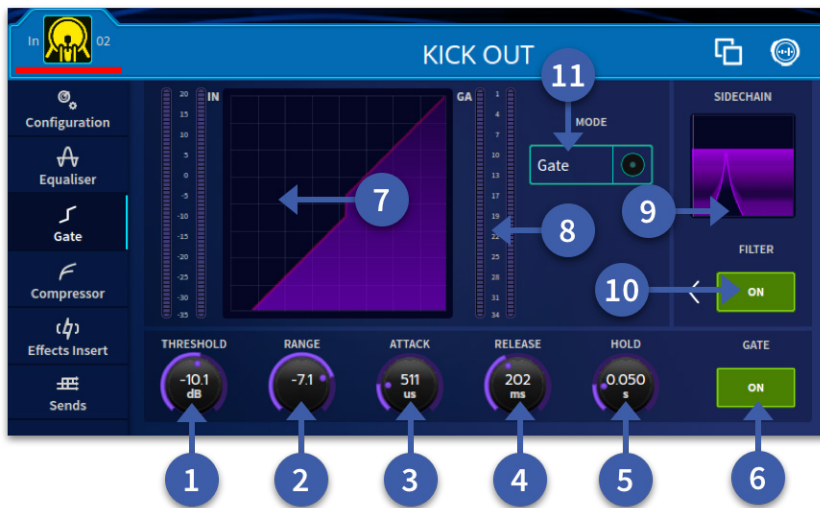 In 02
KICK OUT
11
Configuration
Equaliser
Gate
Compressor
Effects Insert
Sends
20 IN
15
10
5
0
-5
-10
-15
-20
-25
-30
-35
7
GA 1
4
7
10
13
17
19
22
25
28
31
34
8
MODE
Gate
SIDECHAIN
9
FILTER
10
ON
THRESHOLD
-10.1
dB
RANGE
-7.1
ATTACK
511
us
RELEASE
202
ms
HOLD
0.050
s
GATE
ON
1
2
3
4
5
6